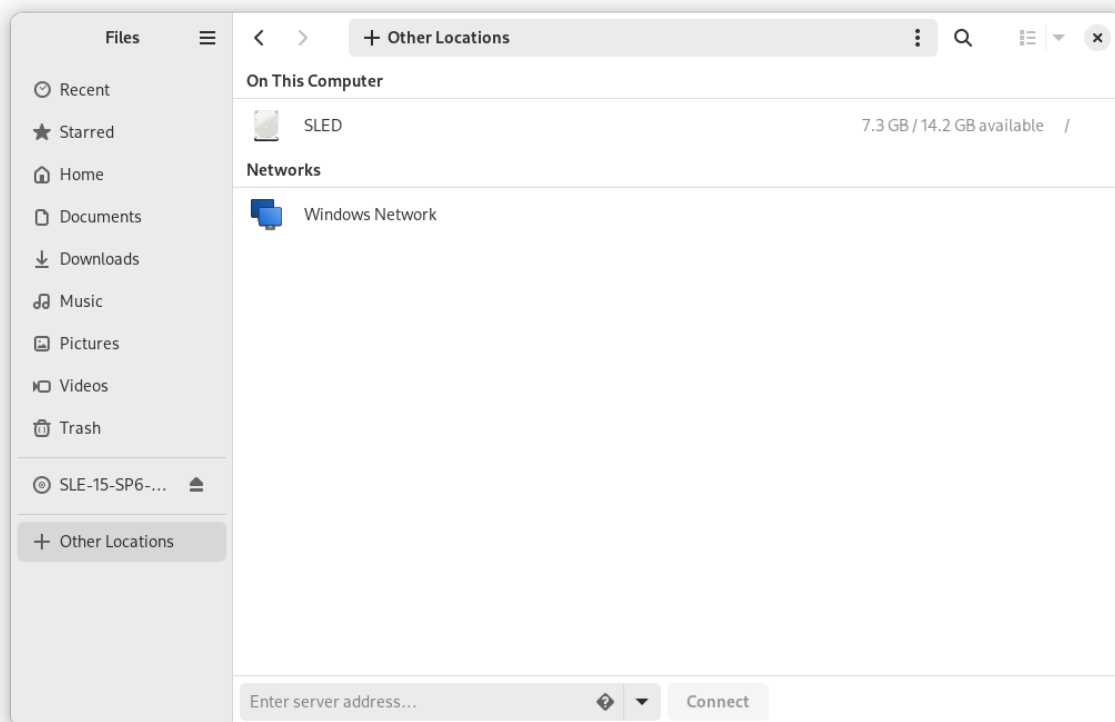 Files
Other Locations
Recent
Starred
Home
Documents
Downloads
Music
Pictures
Videos
Trash
SLE-15-SP6-...
Other Locations
On This Computer
SLED 7.3 GB / 14.2 GB available /
Networks
Windows Network
Enter server address... Connect